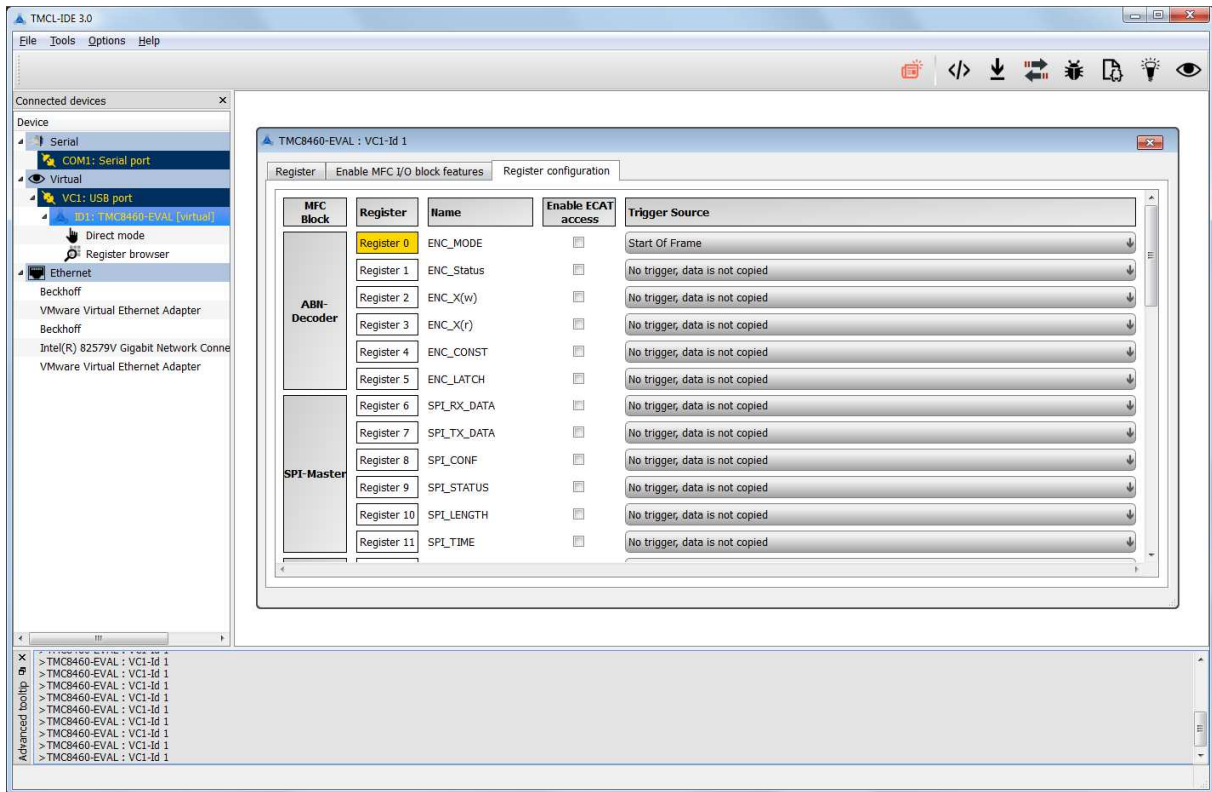 TMCL-IDE 3.0
File Tools Options Help
Connected devices
Device
Serial
COM1: Serial port
Virtual
VC1: USB port
ID1: TMC8460-EVAL [virtual]
Direct mode
Register browser
Ethernet
Beckhoff
VMware Virtual Ethernet Adapter
Beckhoff
Intel(R) 82579V Gigabit Network Conne
VMware Virtual Ethernet Adapter
TMC8460-EVAL : VC1-Id 1
Register Enable MFC I/O block features Register configuration
MFC Block Register Name Enable ECAT access Trigger Source
ABN-Decoder
Register 0 ENC_MODE Start Of Frame
Register 1 ENC_Status No trigger, data is not copied
Register 2 ENC_X(w) No trigger, data is not copied
Register 3 ENC_X(r) No trigger, data is not copied
Register 4 ENC_CONST No trigger, data is not copied
Register 5 ENC_LATCH No trigger, data is not copied
SPI-Master
Register 6 SPI_RX_DATA No trigger, data is not copied
Register 7 SPI_TX_DATA No trigger, data is not copied
Register 8 SPI_CONF No trigger, data is not copied
Register 9 SPI_STATUS No trigger, data is not copied
Register 10 SPI_LENGTH No trigger, data is not copied
Register 11 SPI_TIME No trigger, data is not copied
Advanced tooltip
>TMC8460-EVAL : VC1-Id 1
>TMC8460-EVAL : VC1-Id 1
>TMC8460-EVAL : VC1-Id 1
>TMC8460-EVAL : VC1-Id 1
>TMC8460-EVAL : VC1-Id 1
>TMC8460-EVAL : VC1-Id 1
>TMC8460-EVAL : VC1-Id 1
>TMC8460-EVAL : VC1-Id 1
>TMC8460-EVAL : VC1-Id 1